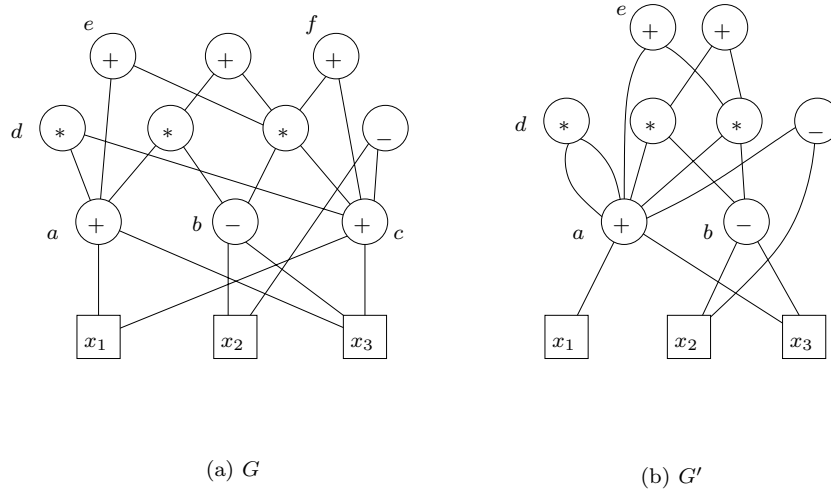 e f e
+ + + + +
d * * * − d * * * −
a + b − + c a + b −
x₁ x₂ x₃ x₁ x₂ x₃
(a) G (b) G′